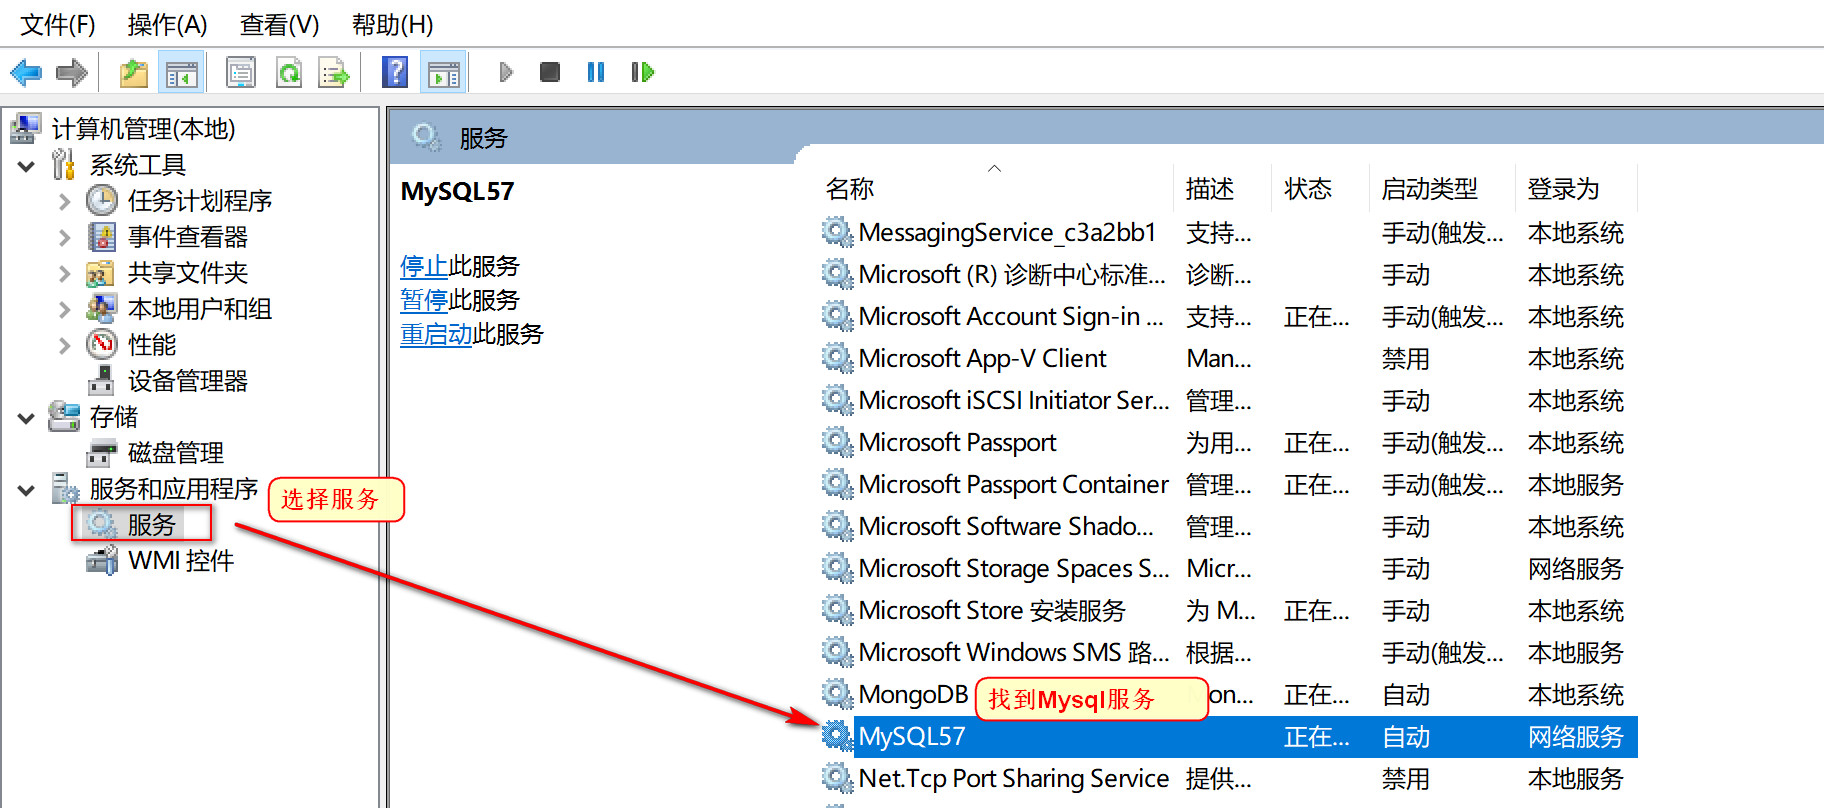 文件(F) 操作(A) 查看(V) 帮助(H)
计算机管理(本地)
系统工具
任务计划程序
事件查看器
共享文件夹
本地用户和组
性能
设备管理器
存储
磁盘管理
服务和应用程序
选择服务
服务
WMI 控件
服务
MySQL57
停止此服务
暂停此服务
重启动此服务
名称 描述 状态 启动类型 登录为
MessagingService_c3a2bb1 支持... 手动(触发... 本地系统
Microsoft (R) 诊断中心标准... 诊断... 手动 本地系统
Microsoft Account Sign-in ... 支持... 正在... 手动(触发... 本地系统
Microsoft App-V Client Man... 禁用 本地系统
Microsoft iSCSI Initiator Ser... 管理... 手动 本地系统
Microsoft Passport 为用... 正在... 手动(触发... 本地系统
Microsoft Passport Container 管理... 正在... 手动(触发... 本地服务
Microsoft Software Shado... 管理... 手动 本地系统
Microsoft Storage Spaces S... Micr... 手动 网络服务
Microsoft Store 安装服务 为 M... 正在... 手动 本地系统
Microsoft Windows SMS 路... 根据... 手动(触发... 本地服务
MongoDB 找到Mysql服务 on... 正在... 自动 本地系统
MySQL57 正在... 自动 网络服务
Net.Tcp Port Sharing Service 提供... 禁用 本地服务